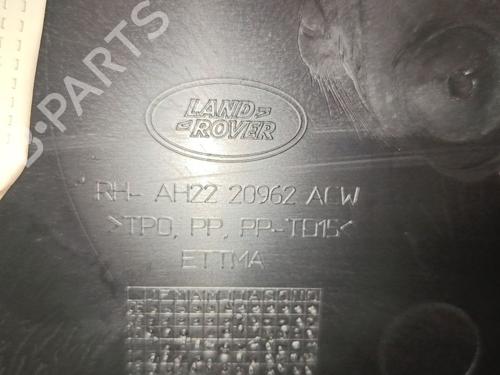 B-PARTS
LAND
ROVER
RH- AH22 20962 ACW
>TPO, PP, PP-TD15<
ETTMA